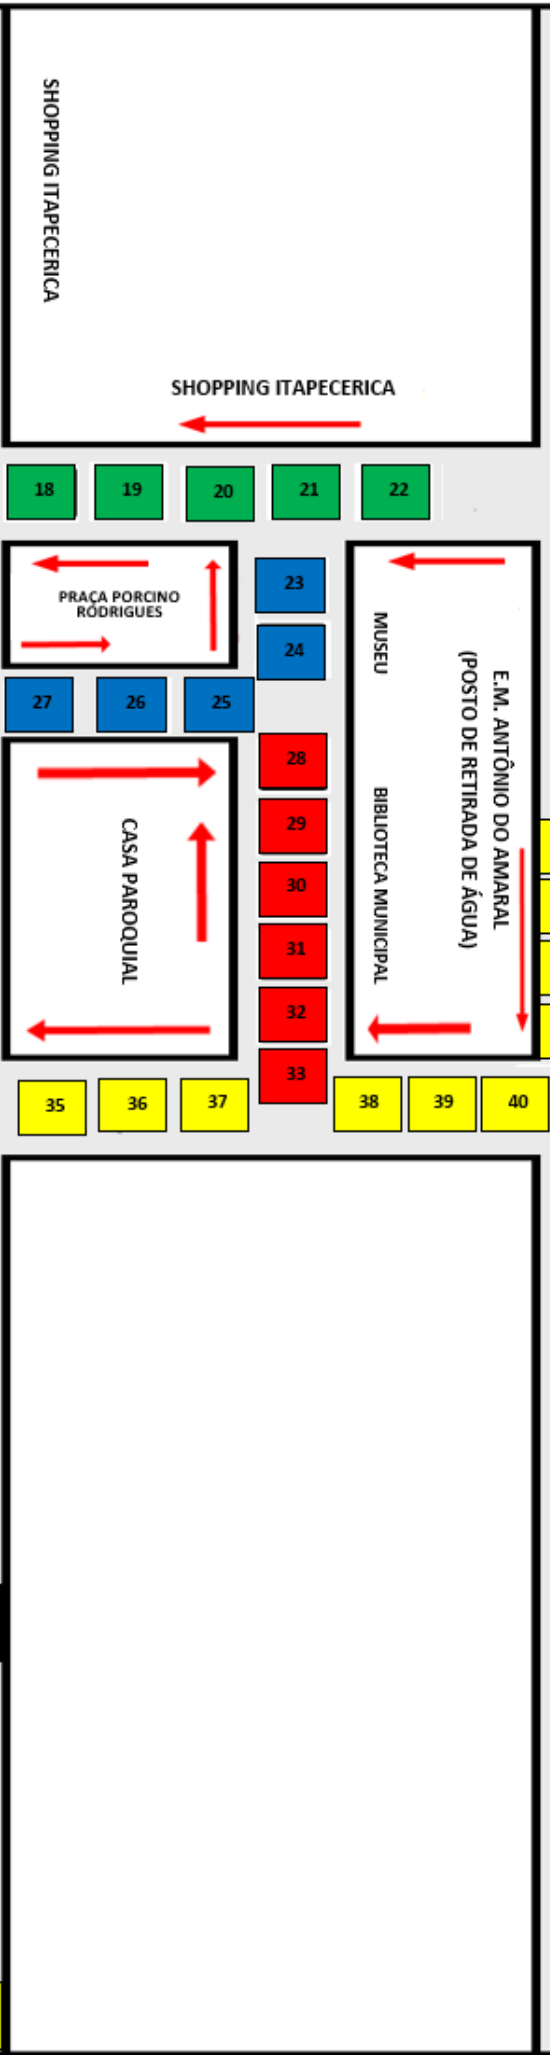 SHOPPING ITAPECERICA
SHOPPING ITAPECERICA
18
19
20
21
22
PRAÇA PORCINO
RODRIGUES
23
24
MUSEU
E.M. ANTÔNIO DO AMARAL
(POSTO DE RETIRADA DE ÁGUA)
27
26
25
28
29
30
31
32
33
CASA PAROQUIAL
BIBLIOTECA MUNICIPAL
35
36
37
38
39
40